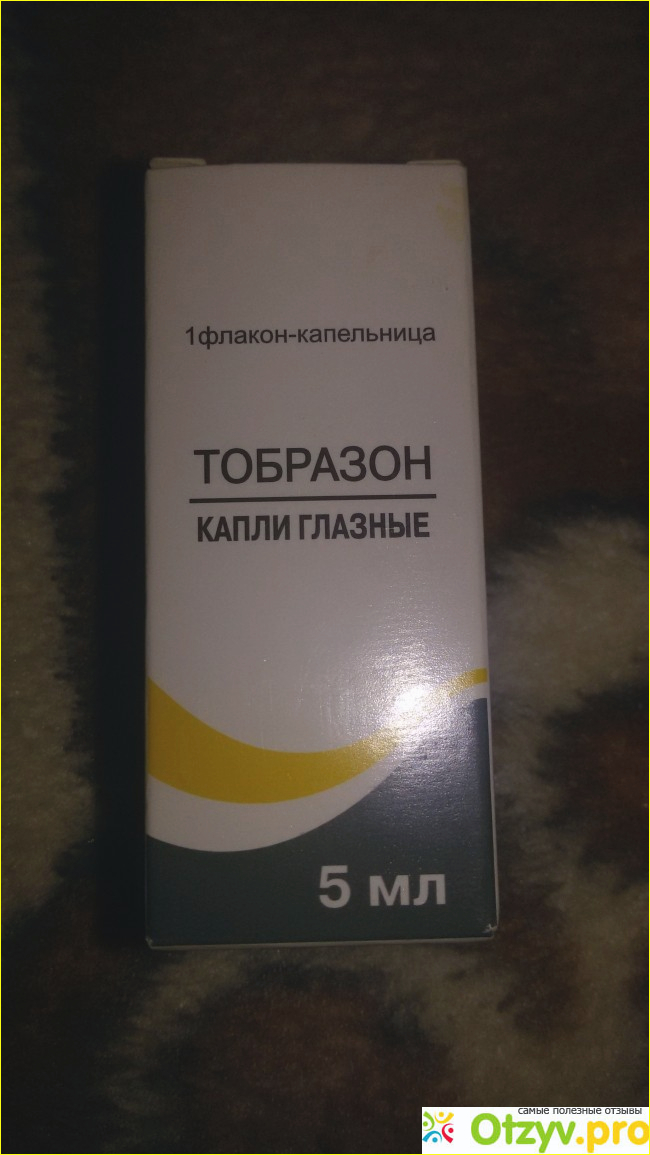 1флакон-капельница
ТОБРАЗОН
КАПЛИ ГЛАЗНЫЕ
5 мл
самые полезные отзывы
Otzyv.pro